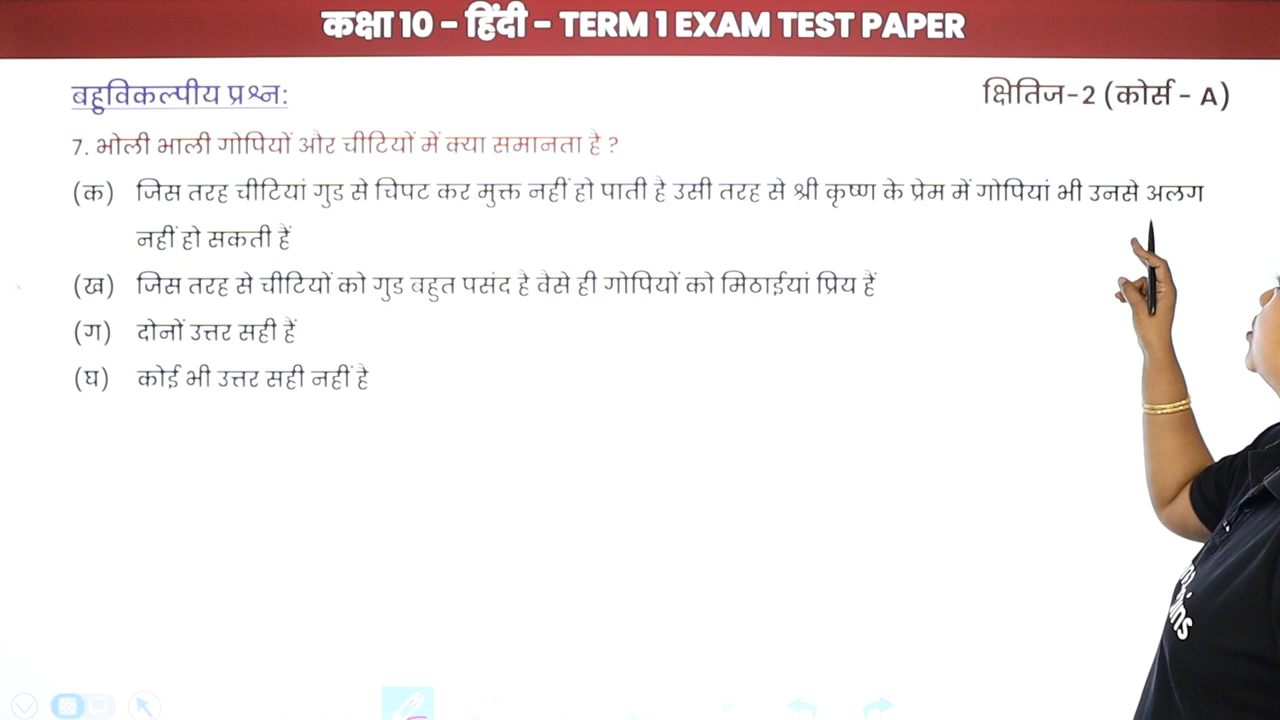 कक्षा 10 - हिंदी - TERM 1 EXAM TEST PAPER
बहुविकल्पीय प्रश्न:
क्षितिज-2 (कोर्स - A)
7. भोली भाली गोपियों और चीटियों में क्या समानता है ?
(क) जिस तरह चीटियां गुड से चिपट कर मुक्त नहीं हो पाती है उसी तरह से श्री कृष्ण के प्रेम में गोपियां भी उनसे अलग
नहीं हो सकती हैं
(ख) जिस तरह से चीटियों को गुड बहुत पसंद है वैसे ही गोपियों को मिठाईयां प्रिय हैं
(ग) दोनों उत्तर सही हैं
(घ) कोई भी उत्तर सही नहीं है